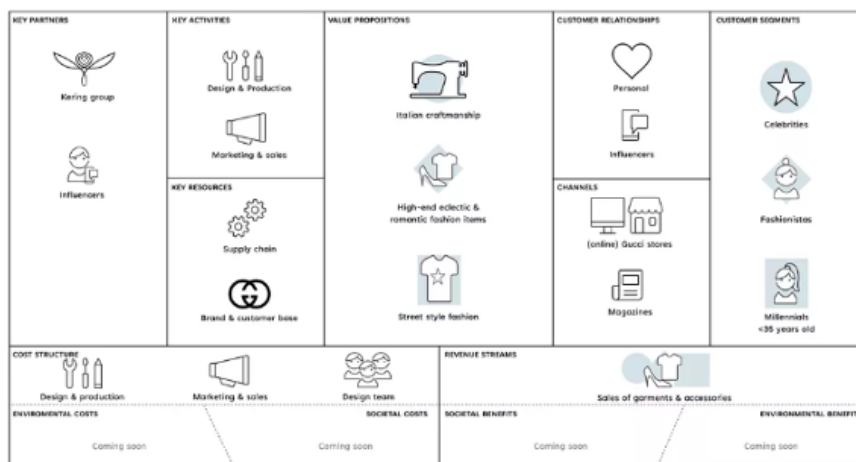 KEY PARTNERS
Kering group
Influencers
KEY ACTIVITIES
Design & Production
Marketing & sales
KEY RESOURCES
Supply chain
Brand & customer base
VALUE PROPOSITIONS
Italian craftmanship
High-end eclectic &
romantic fashion items
Street style fashion
CUSTOMER RELATIONSHIPS
Personal
Influencers
CHANNELS
(online) Gucci stores
Magazines
CUSTOMER SEGMENTS
Celebrities
Fashionistas
Millennials
<35 years old
COST STRUCTURE
Design & production
Marketing & sales
Design team
REVENUE STREAMS
Sales of garments & accessories
ENVIROMENTAL COSTS
Coming soon
SOCIETAL COSTS
Coming soon
SOCIETAL BENEFITS
Coming soon
ENVIRONMENTAL BENEFIT
Coming soon